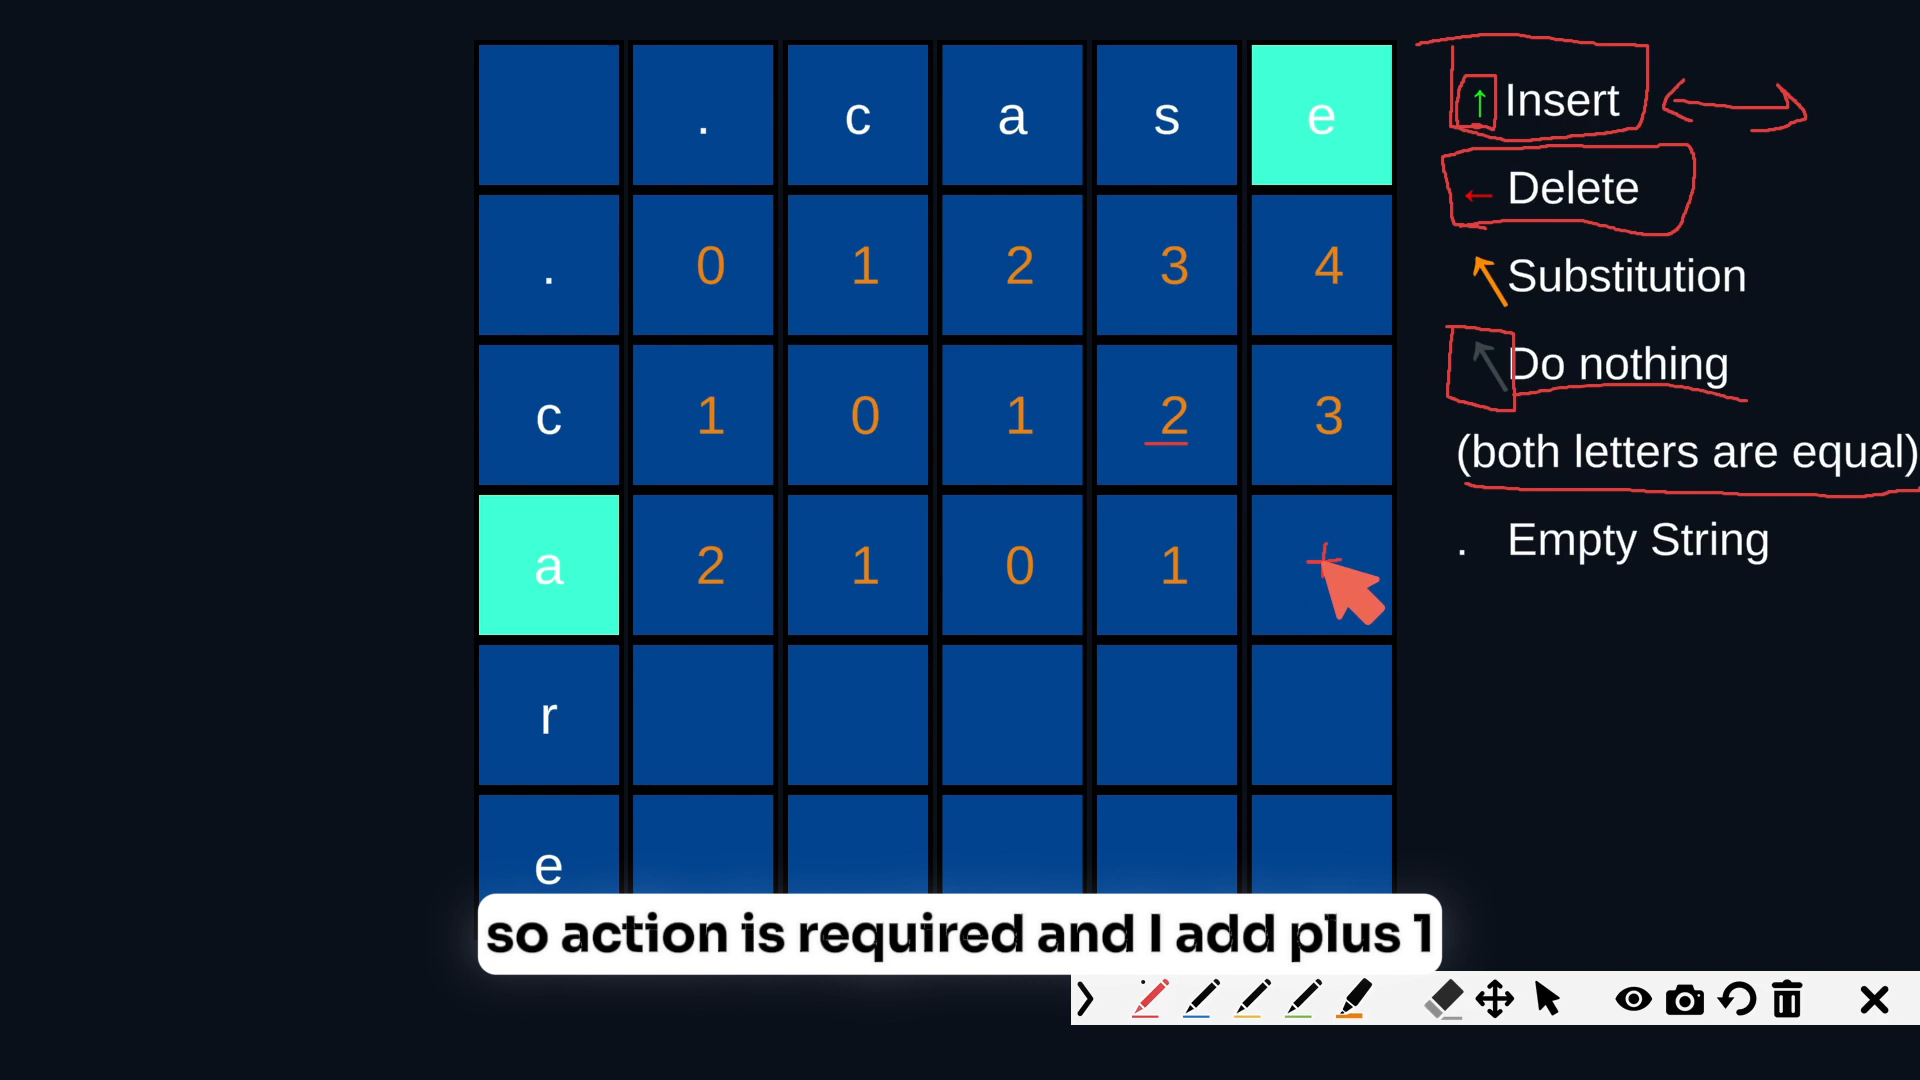 . c a s e
. 0 1 2 3 4
c 1 0 1 2 3
a 2 1 0 1 +
r
e
↑ Insert
← Delete
↖ Substitution
↖ Do nothing
(both letters are equal)
. Empty String
so action is required and I add plus 1